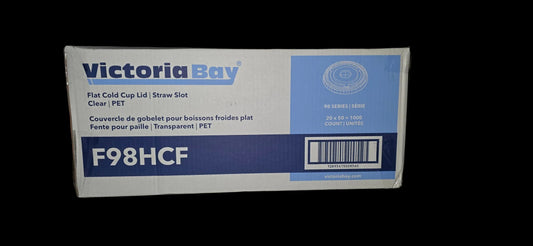 Victoria Bay®
Flat Cold Cup Lid | Straw Slot
Clear | PET
Couvercle de gobelet pour boissons froides plat
Fente pour paille | Transparent | PET
F98HCF
98 SERIES | SÉRIE
20 x 50 = 1000
COUNT | UNITÉS
victoriabay.com